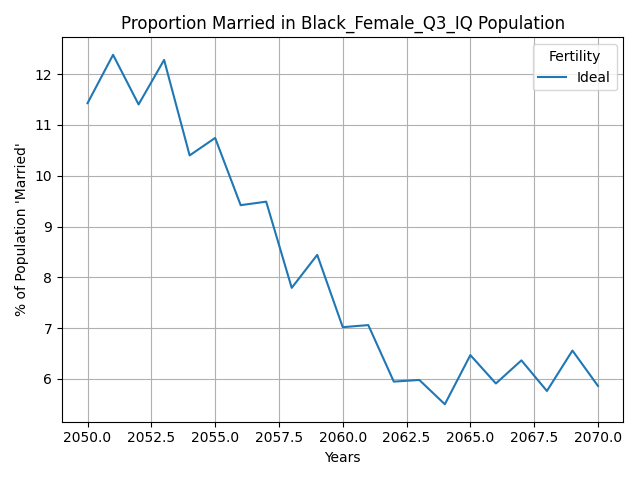 Proportion Married in Black_Female_Q3_IQ Population
Fertility
Ideal
% of Population 'Married'
12
11
10
9
8
7
6
2050.0 2052.5 2055.0 2057.5 2060.0 2062.5 2065.0 2067.5 2070.0
Years